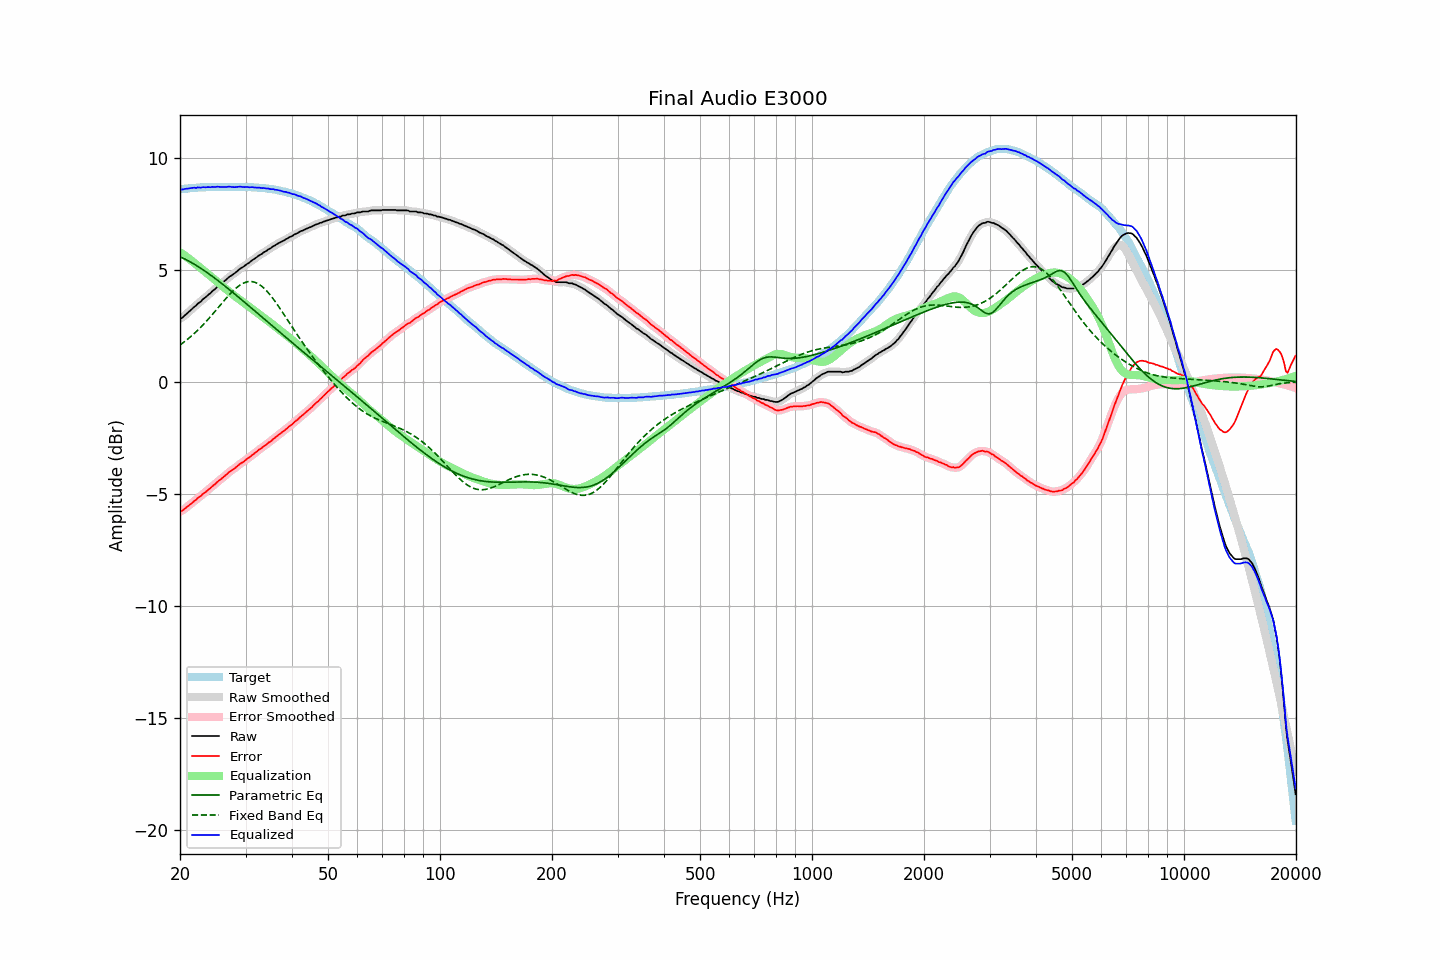 Final Audio E3000
Amplitude (dBr)
10
5
0
−5
−10
−15
−20
Target
Raw Smoothed
Error Smoothed
Raw
Error
Equalization
Parametric Eq
Fixed Band Eq
Equalized
20 50 100 200 500 1000 2000 5000 10000 20000
Frequency (Hz)